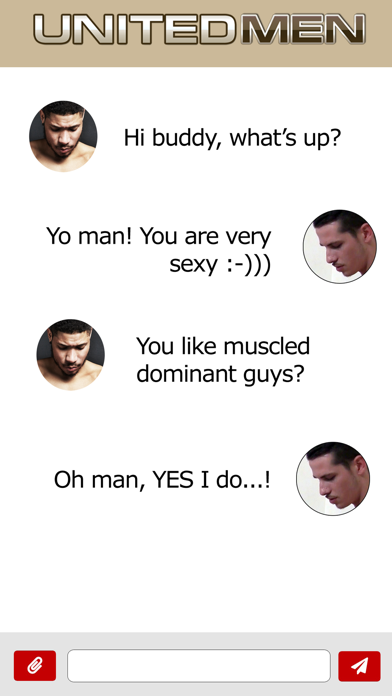 UNITEDMEN
Hi buddy, what’s up?
Yo man! You are very
sexy :-)))
You like muscled
dominant guys?
Oh man, YES I do...!